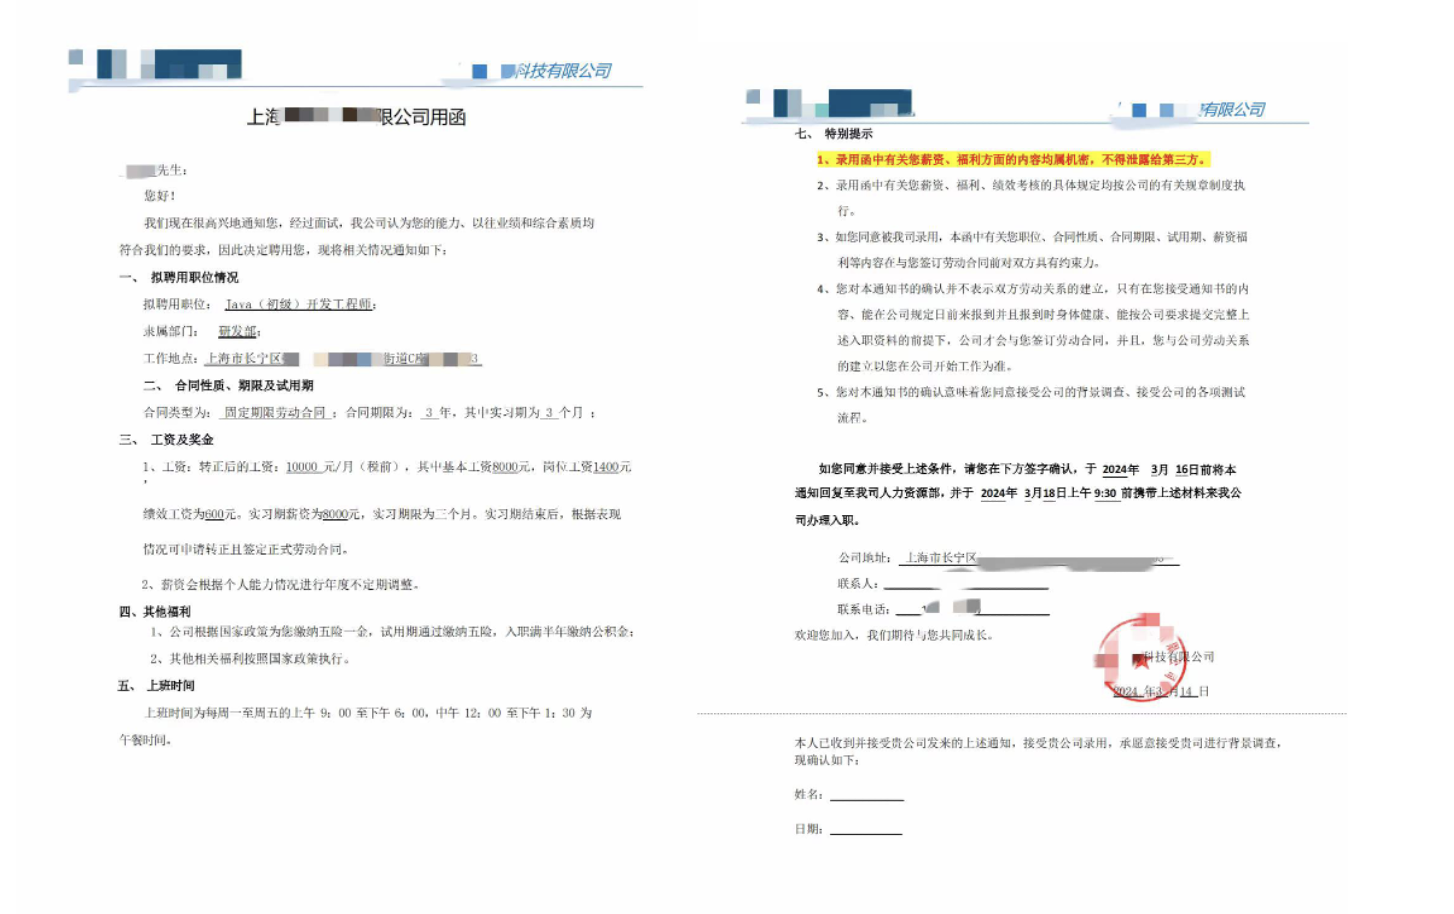 科技有限公司
上海
限公司用函
先生：
您好！
我们现在很高兴地通知您，经过面试，我公司认为您的能力、以往业绩和综合素质均
符合我们的要求，因此决定聘用您，现将相关情况通知如下：
一、 拟聘用职位情况
拟聘用职位： Java（初级）开发工程师；
隶属部门： 研发部；
工作地点：上海市长宁区 街道C座 3
二、 合同性质、期限及试用期
合同类型为： 固定期限劳动合同 ；合同期限为： 3 年，其中实习期为 3 个月 ；
三、 工资及奖金
1、工资：转正后的工资：10000 元/月（税前），其中基本工资8000元，岗位工资1400元
，
绩效工资为600元。实习期薪资为8000元，实习期限为三个月。实习期结束后，根据表现
情况可申请转正且签定正式劳动合同。
2、薪资会根据个人能力情况进行年度不定期调整。
四、其他福利
1、公司根据国家政策为您缴纳五险一金，试用期通过缴纳五险，入职满半年缴纳公积金；
2、其他相关福利按照国家政策执行。
五、 上班时间
上班时间为每周一至周五的上午 9：00 至下午 6：00，中午 12：00 至下午 1：30 为
午餐时间。
有限公司
七、 特别提示
1、录用函中有关您薪资、福利方面的内容均属机密，不得泄露给第三方。
2、录用函中有关您薪资、福利、绩效考核的具体规定均按公司的有关规章制度执
行。
3、如您同意被我司录用，本函中有关您职位、合同性质、合同期限、试用期、薪资福
利等内容在与您签订劳动合同前对双方具有约束力。
4、您对本通知书的确认并不表示双方劳动关系的建立，只有在您接受通知书的内
容、能在公司规定日前来报到并且报到时身体健康、能按公司要求提交完整上
述入职资料的前提下，公司才会与您签订劳动合同，并且，您与公司劳动关系
的建立以您在公司开始工作为准。
5、您对本通知书的确认意味着您同意接受公司的背景调查、接受公司的各项测试
流程。
如您同意并接受上述条件，请您在下方签字确认，于 2024年 3月 16日前将本
通知回复至我司人力资源部，并于 2024年 3月18日上午 9:30 前携带上述材料来我公
司办理入职。
公司地址： 上海市长宁区
联系人：
联系电话： 1
欢迎您加入，我们期待与您共同成长。
科技有限公司
2024 年3 月14 日
本人已收到并接受贵公司发来的上述通知，接受贵公司录用，承愿意接受贵司进行背景调查，
现确认如下：
姓名：
日期：